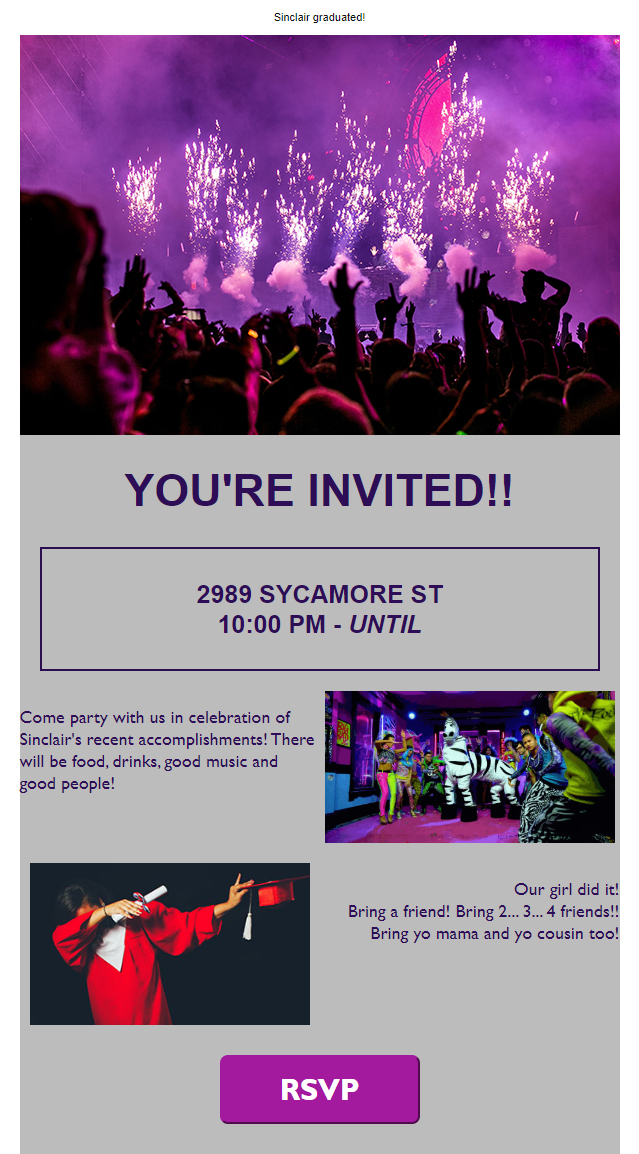 Sinclair graduated!
YOU'RE INVITED!!
2989 SYCAMORE ST
10:00 PM - UNTIL
Come party with us in celebration of
Sinclair's recent accomplishments! There
will be food, drinks, good music and
good people!
Our girl did it!
Bring a friend! Bring 2... 3... 4 friends!!
Bring yo mama and yo cousin too!
RSVP